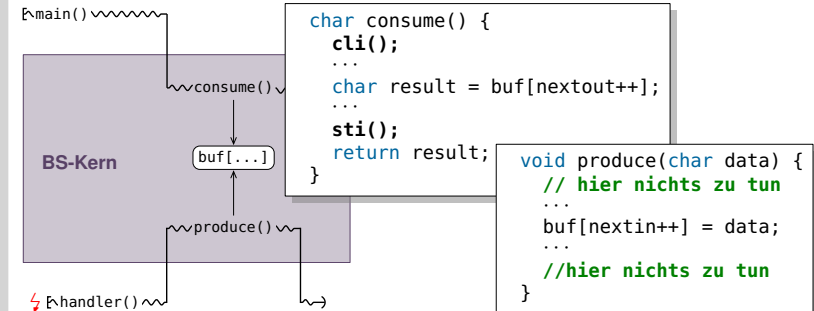 main()
consume()
BS-Kern
buf[...]
produce()
handler()
char consume() {
cli();
...
char result = buf[nextout++];
...
sti();
return result;
}
void produce(char data) {
// hier nichts zu tun
...
buf[nextin++] = data;
...
//hier nichts zu tun
}